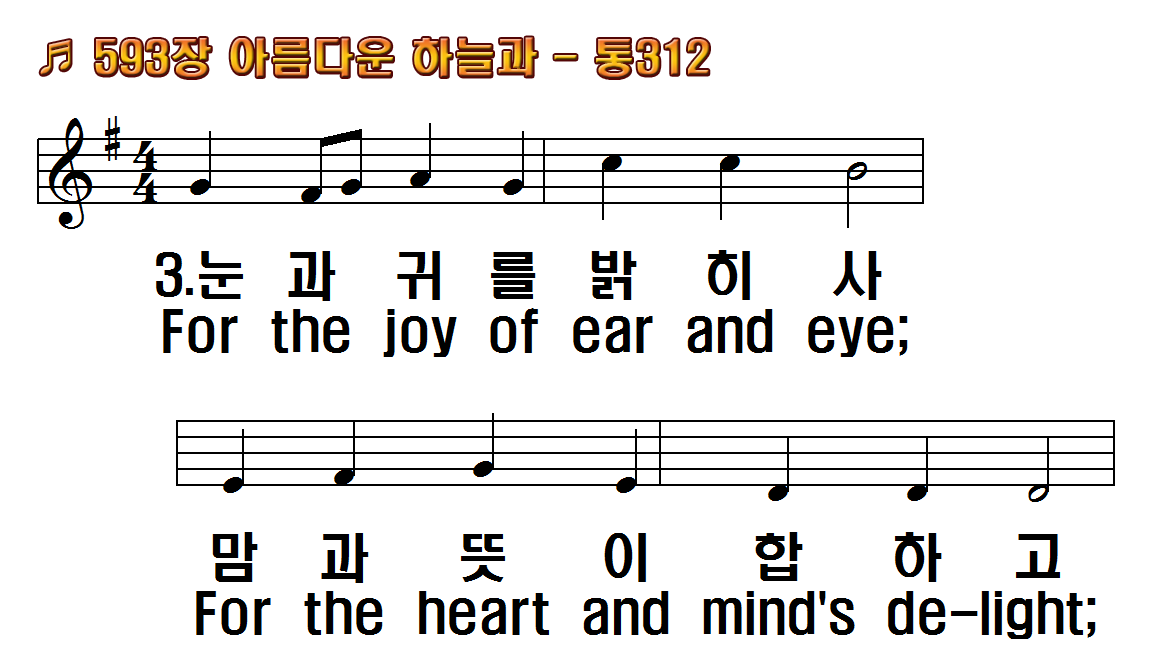 ♬ 593장 아름다운 하늘과 - 통312
4/4
3.눈 과 귀 를 밝 히 사
For the joy of ear and eye;
맘 과 뜻 이 합 하 고
For the heart and mind's de-light;